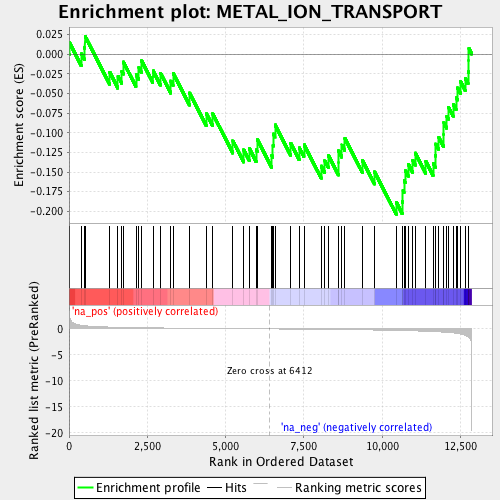 Enrichment plot: METAL_ION_TRANSPORT
Enrichment score (ES)
0.025
0.000
-0.025
-0.050
-0.075
-0.100
-0.125
-0.150
-0.175
-0.200
'na_pos' (positively correlated)
Ranked list metric (PreRanked)
0
-5
-10
-15
-20
Zero cross at 6412
'na_neg' (negatively correlated)
0
2,500
5,000
7,500
10,000
12,500
Rank in Ordered Dataset
Enrichment profile
Hits
Ranking metric scores